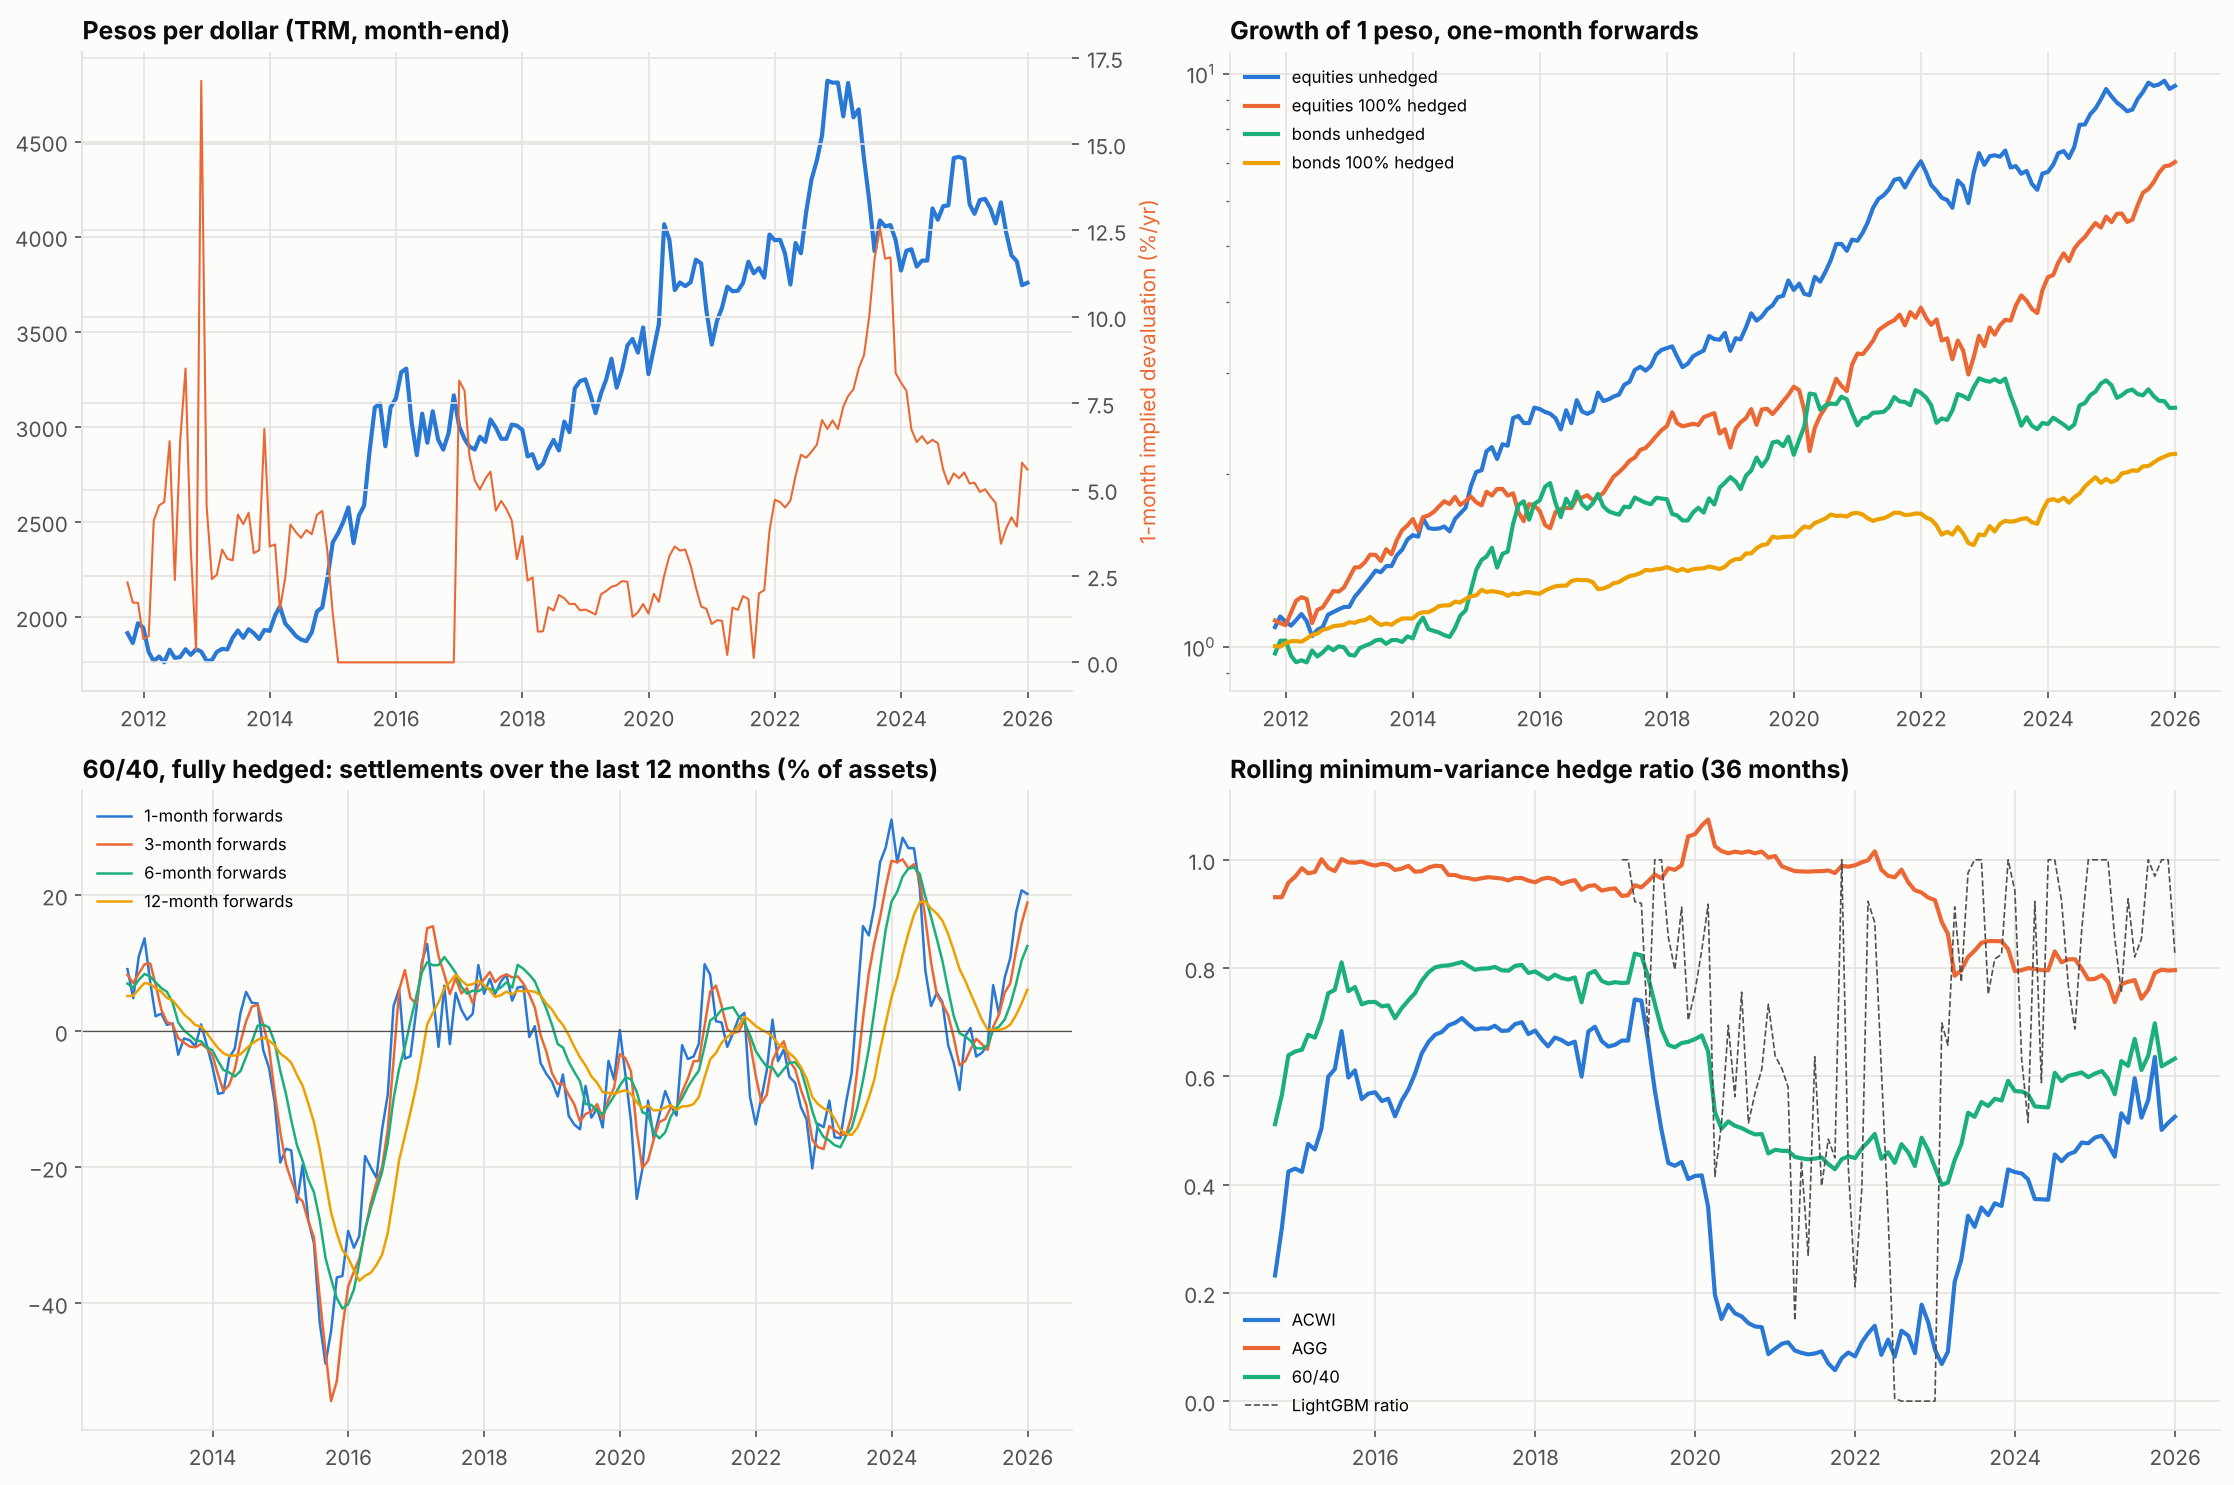 Pesos per dollar (TRM, month-end)
17.5
15.0
12.5
10.0
7.5
5.0
2.5
0.0
4500
4000
3500
3000
2500
2000
1-month implied devaluation (%/yr)
2012 2014 2016 2018 2020 2022 2024 2026
Growth of 1 peso, one-month forwards
10¹
10⁰
equities unhedged
equities 100% hedged
bonds unhedged
bonds 100% hedged
2012 2014 2016 2018 2020 2022 2024 2026
60/40, fully hedged: settlements over the last 12 months (% of assets)
1-month forwards
3-month forwards
6-month forwards
12-month forwards
20
0
−20
−40
2014 2016 2018 2020 2022 2024 2026
Rolling minimum-variance hedge ratio (36 months)
1.0
0.8
0.6
0.4
0.2
0.0
ACWI
AGG
60/40
LightGBM ratio
2016 2018 2020 2022 2024 2026